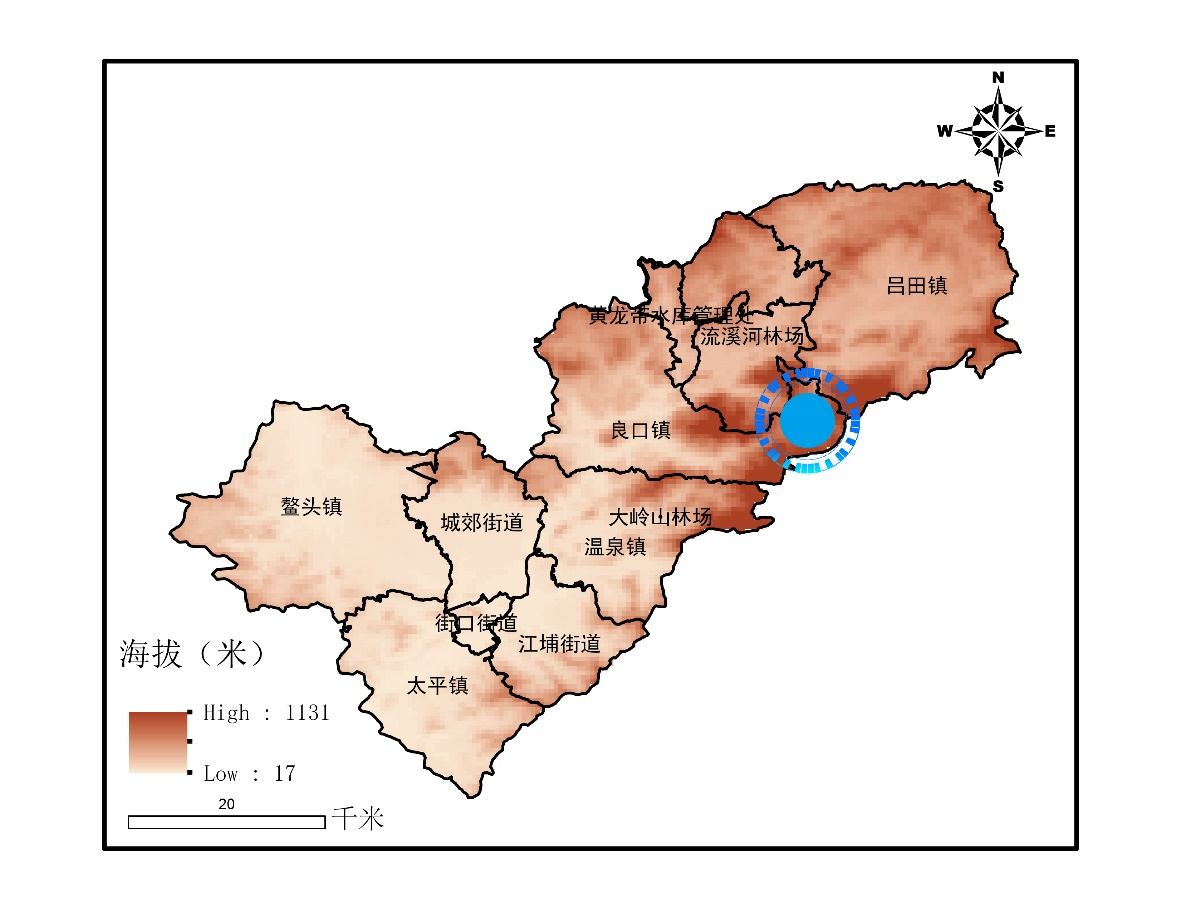 N
W
E
S
吕田镇
黄龙带水库管理处
流溪河林场
良口镇
鳌头镇
大岭山林场
城郊街道
温泉镇
街口街道
江埔街道
海拔（米）
太平镇
High : 1131
Low : 17
20
千米